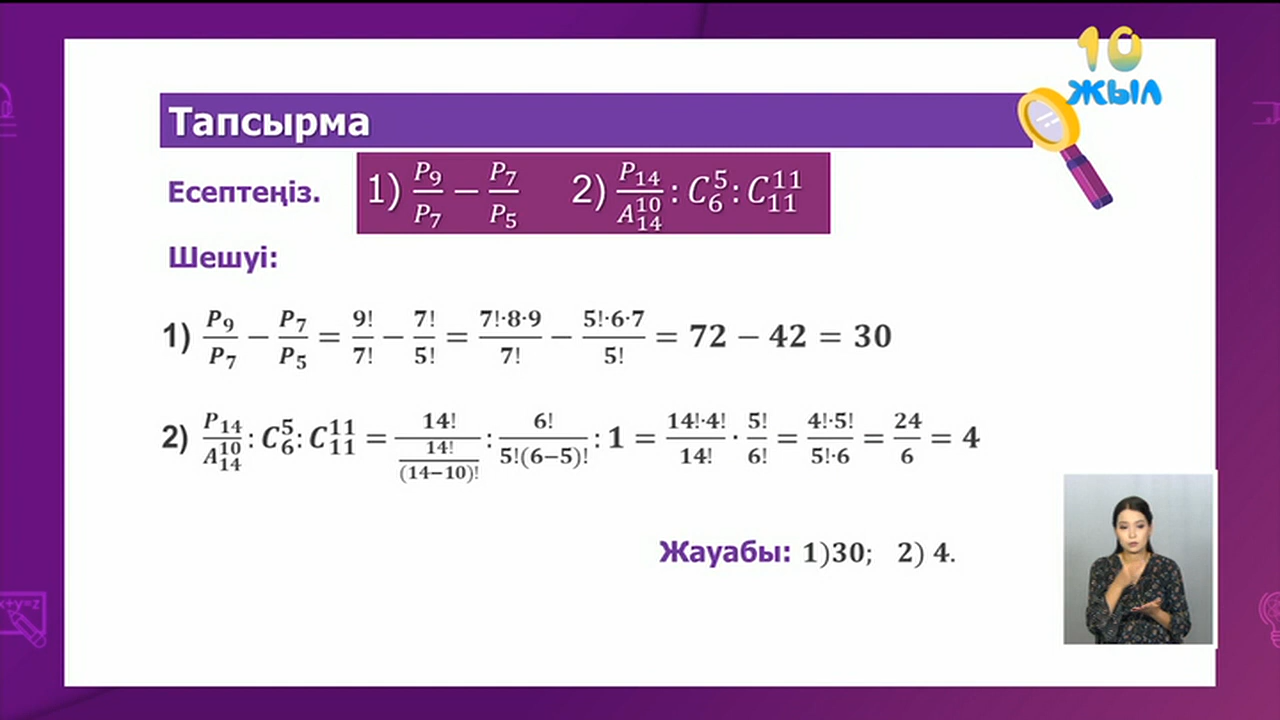 10
ЖЫЛ
Тапсырма
Есептеңіз. 1) P₉/P₇ − P₇/P₅ 2) P₁₄/A₁₄¹⁰ : C₆⁵ : C₁₁¹¹
Шешуі:
1) P₉/P₇ − P₇/P₅ = 9!/7! − 7!/5! = 7!·8·9/7! − 5!·6·7/5! = 72 − 42 = 30
2) P₁₄/A₁₄¹⁰ : C₆⁵ : C₁₁¹¹ = 14!/(14!/(14−10)!) : 6!/5!(6−5)! : 1 = 14!·4!/14! · 5!/6! = 4!·5!/5!·6 = 24/6 = 4
Жауабы: 1)30; 2) 4.
x+y=z